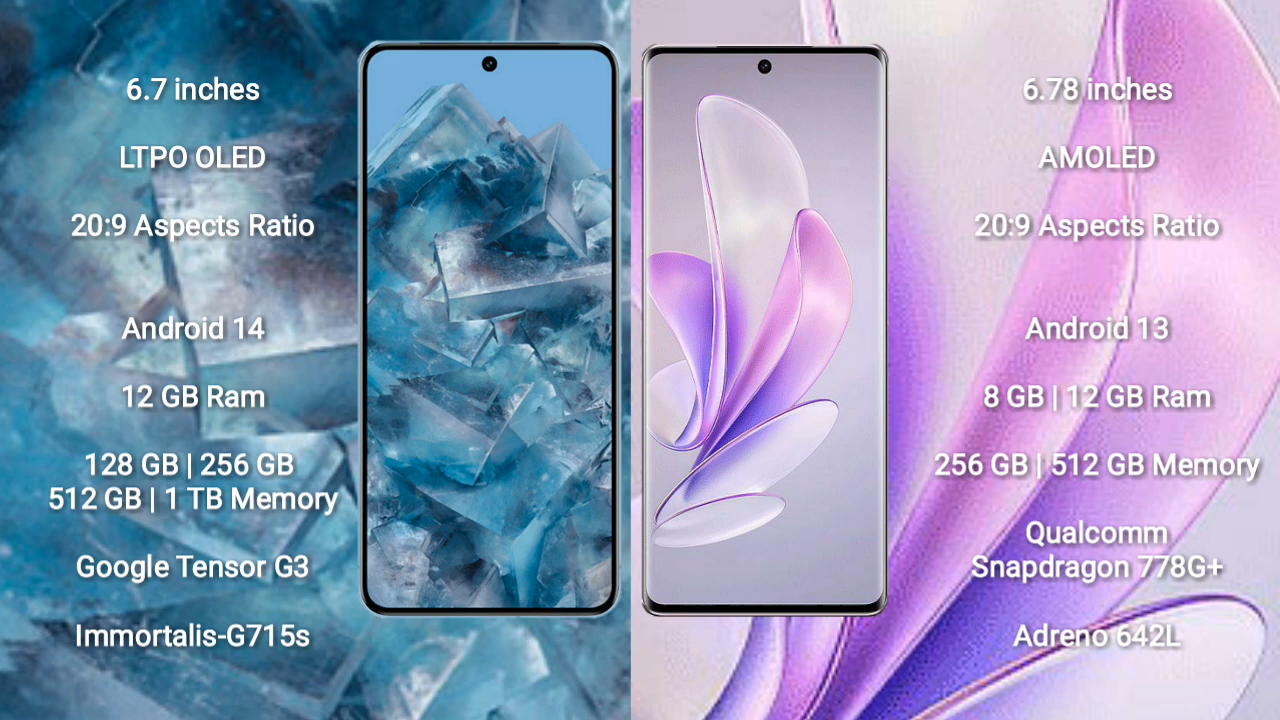 6.7 inches
LTPO OLED
20:9 Aspects Ratio
Android 14
12 GB Ram
128 GB | 256 GB
512 GB | 1 TB Memory
Google Tensor G3
Immortalis-G715s
6.78 inches
AMOLED
20:9 Aspects Ratio
Android 13
8 GB | 12 GB Ram
256 GB | 512 GB Memory
Qualcomm
Snapdragon 778G+
Adreno 642L